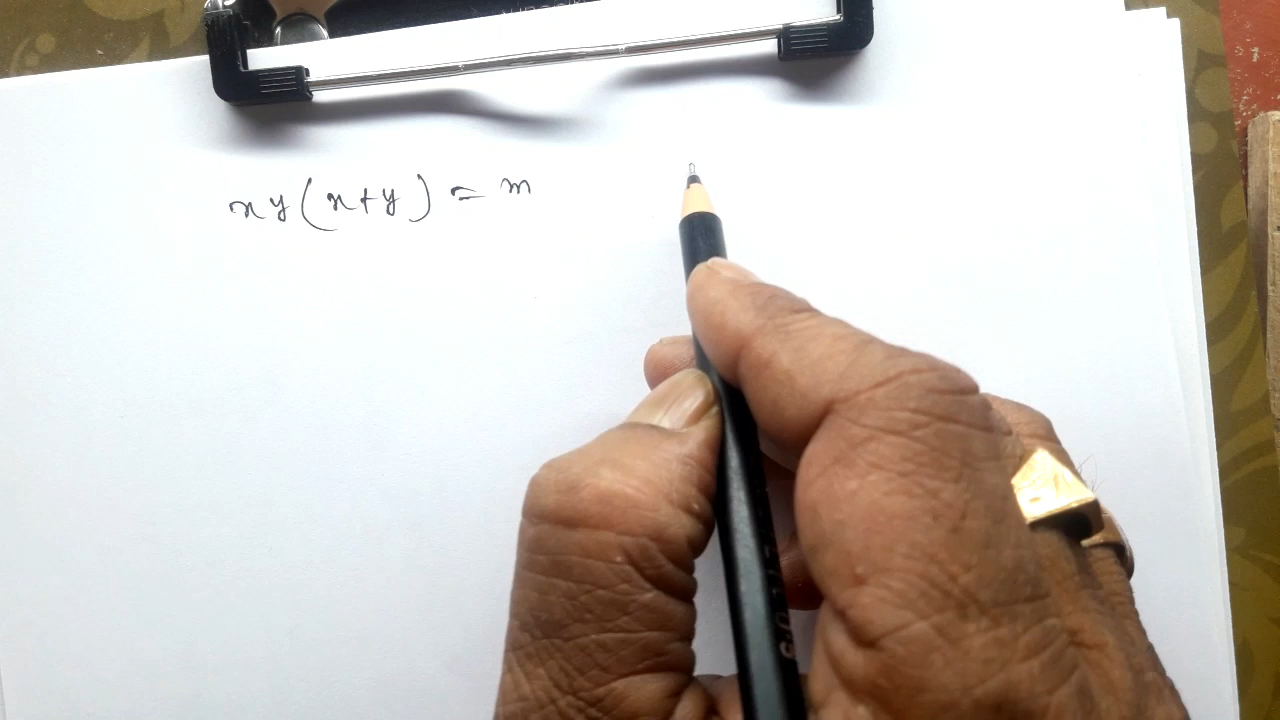 xy(x+y) = m